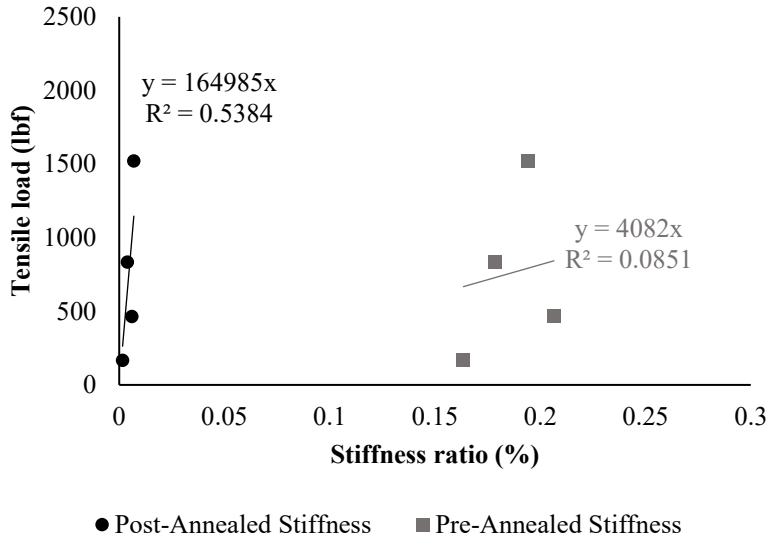 2500
2000
1500
1000
500
0
Tensile load (lbf)
y = 164985x
R² = 0.5384
y = 4082x
R² = 0.0851
0 0.05 0.1 0.15 0.2 0.25 0.3
Stiffness ratio (%)
Post-Annealed Stiffness Pre-Annealed Stiffness